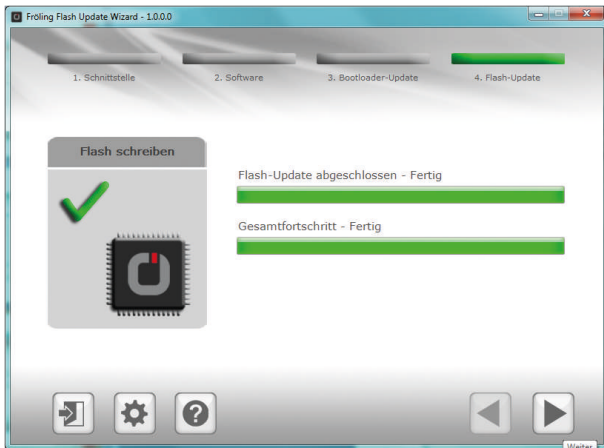 Fröling Flash Update Wizard - 1.0.0.0
1. Schnittstelle
2. Software
3. Bootloader-Update
4. Flash-Update
Flash schreiben
Flash-Update abgeschlossen - Fertig
Gesamtfortschritt - Fertig
Weiter